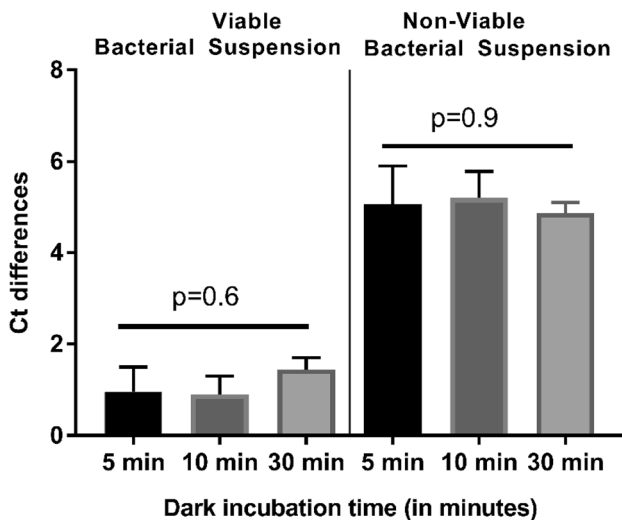 Viable
Bacterial Suspension
Non-Viable
Bacterial Suspension
8
6
4
2
0
Ct differences
p=0.6
p=0.9
5 min 10 min 30 min 5 min 10 min 30 min
Dark incubation time (in minutes)